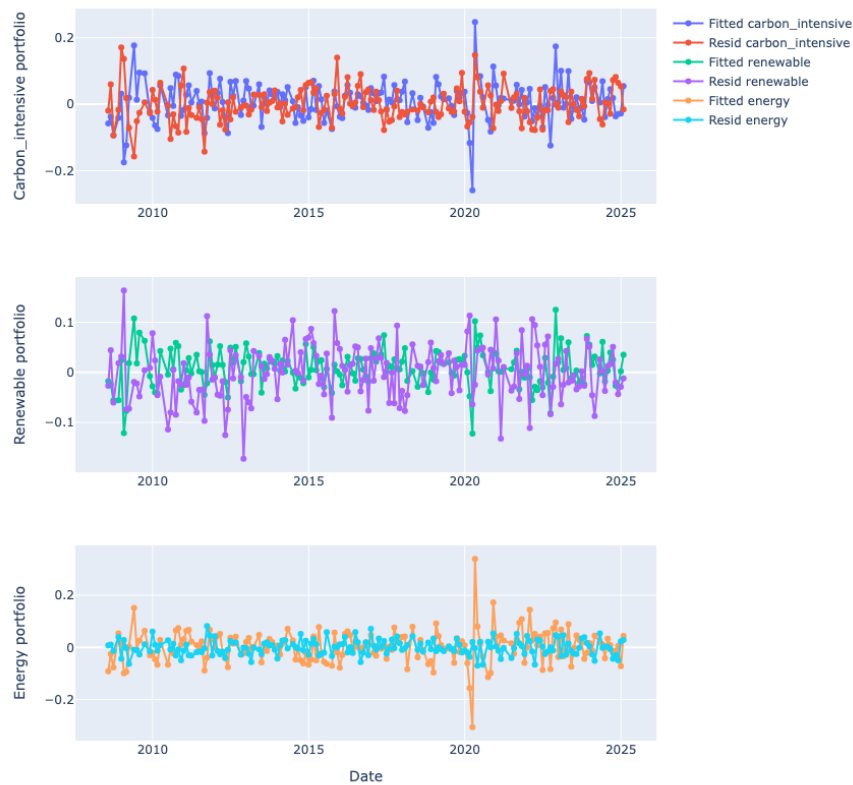 Carbon_intensive portfolio
0.2
0
−0.2
2010
2015
2020
2025
Fitted carbon_intensive
Resid carbon_intensive
Fitted renewable
Resid renewable
Fitted energy
Resid energy
Renewable portfolio
0.1
0
−0.1
2010
2015
2020
2025
Energy portfolio
0.2
0
−0.2
2010
2015
2020
2025
Date